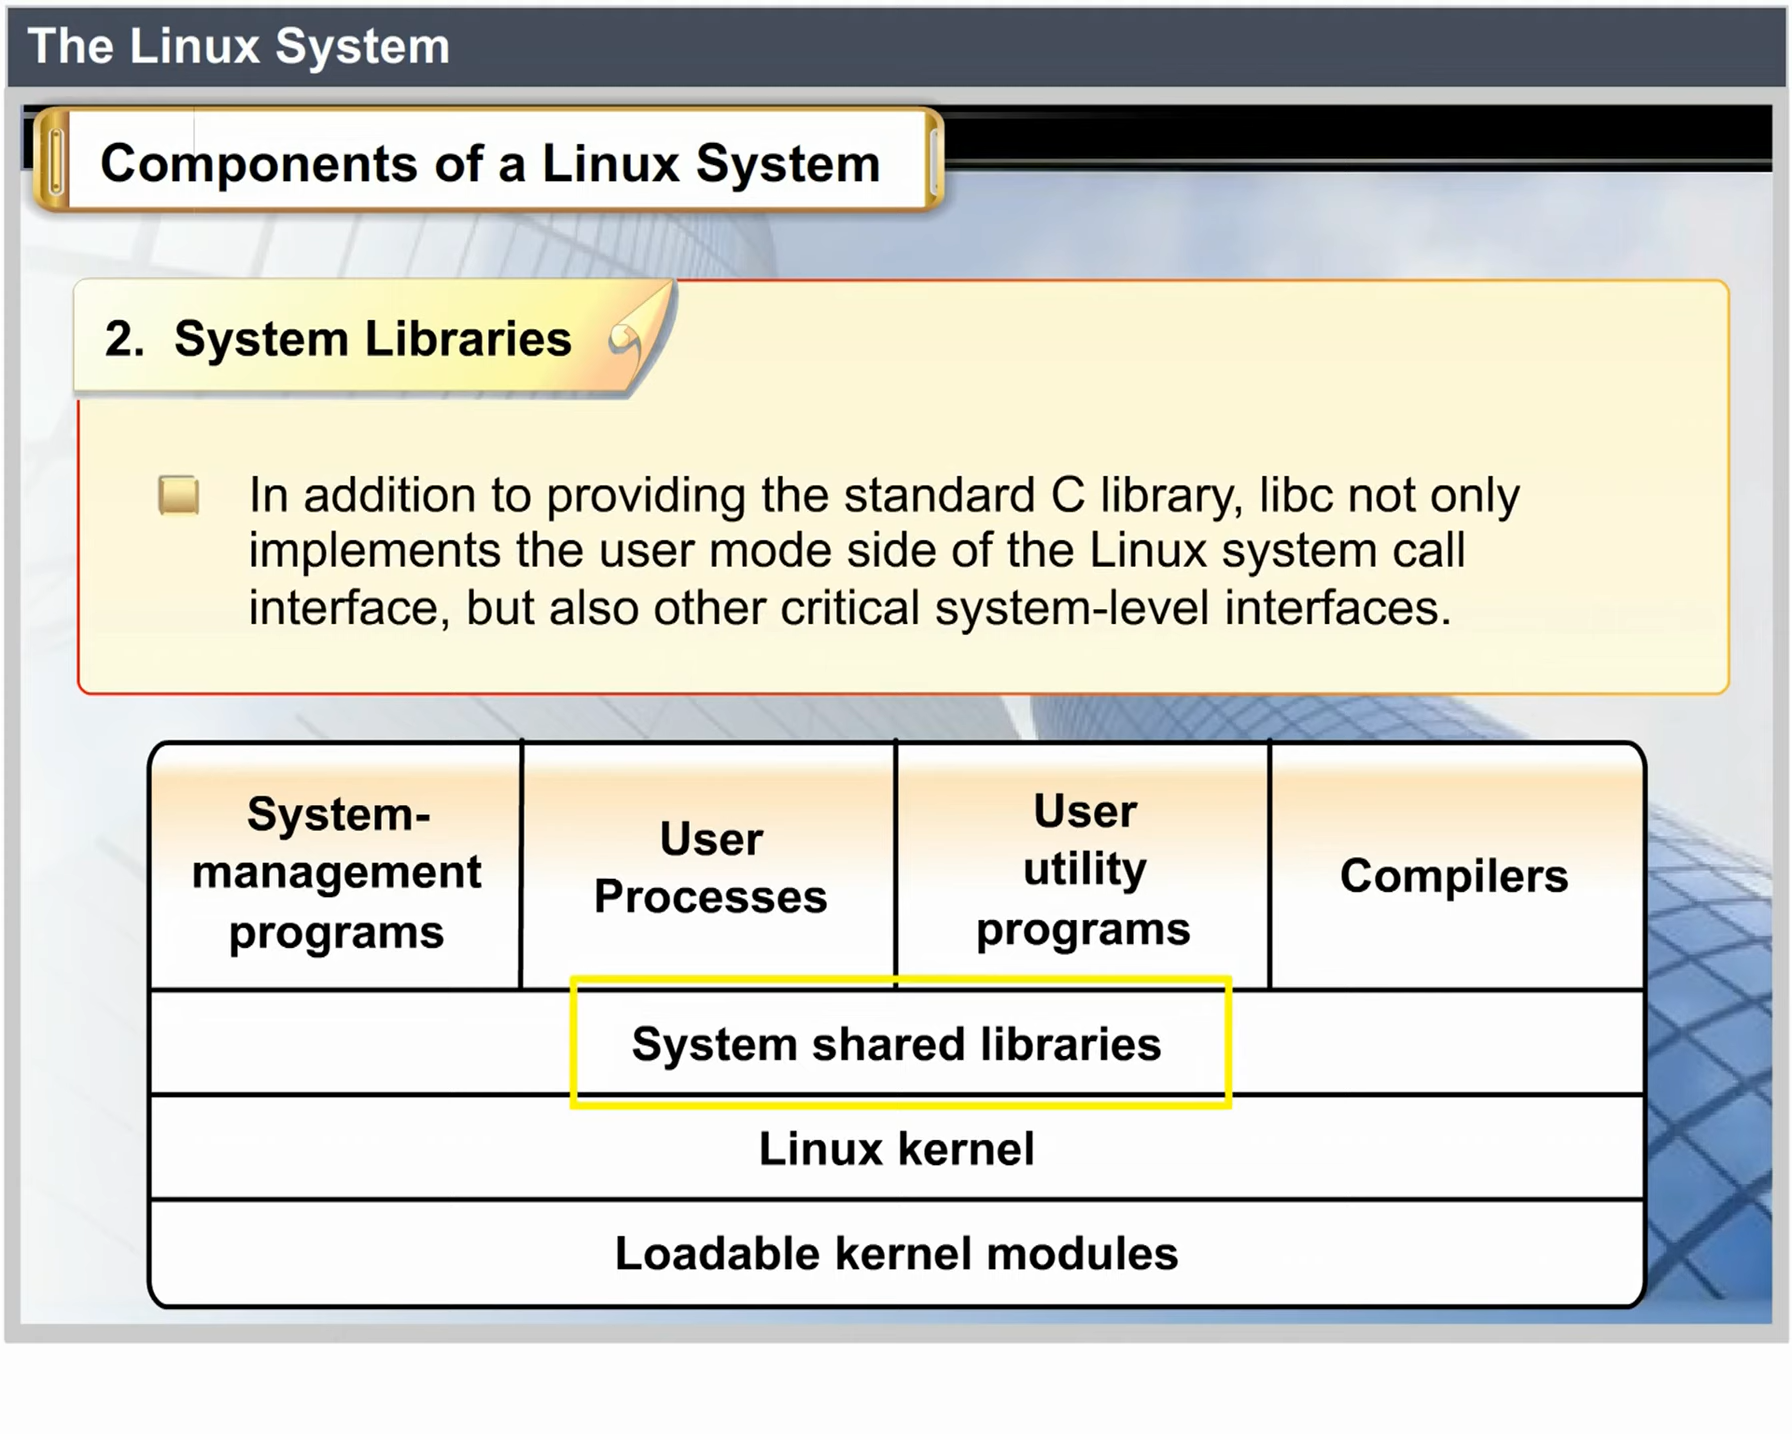 The Linux System
Components of a Linux System
2. System Libraries
In addition to providing the standard C library, libc not only
implements the user mode side of the Linux system call
interface, but also other critical system-level interfaces.
System-
management
programs
User
Processes
User
utility
programs
Compilers
System shared libraries
Linux kernel
Loadable kernel modules